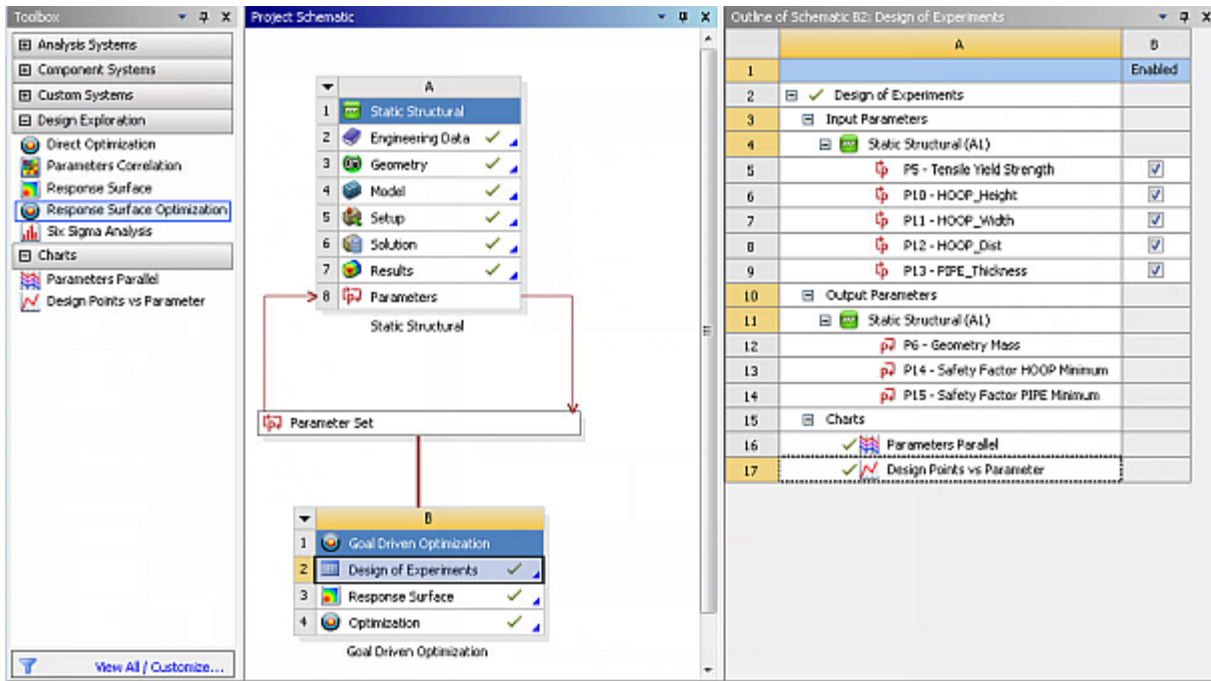 Toolbox
Analysis Systems
Component Systems
Custom Systems
Design Exploration
Direct Optimization
Parameters Correlation
Response Surface
Response Surface Optimization
Six Sigma Analysis
Charts
Parameters Parallel
Design Points vs Parameter
View All / Customize...
Project Schematic
A
1 Static Structural
2 Engineering Data
3 Geometry
4 Model
5 Setup
6 Solution
7 Results
8 Parameters
Static Structural
Parameter Set
B
1 Goal Driven Optimization
2 Design of Experiments
3 Response Surface
4 Optimization
Goal Driven Optimization
Outline of Schematic B2: Design of Experiments
A B
1 Enabled
2 Design of Experiments
3 Input Parameters
4 Static Structural (A1)
5 P5 - Tensile Yield Strength
6 P10 - HOOP_Height
7 P11 - HOOP_Width
8 P12 - HOOP_Dist
9 P13 - PIPE_Thickness
10 Output Parameters
11 Static Structural (A1)
12 P6 - Geometry Mass
13 P14 - Safety Factor HOOP Minimum
14 P15 - Safety Factor PIPE Minimum
15 Charts
16 Parameters Parallel
17 Design Points vs Parameter